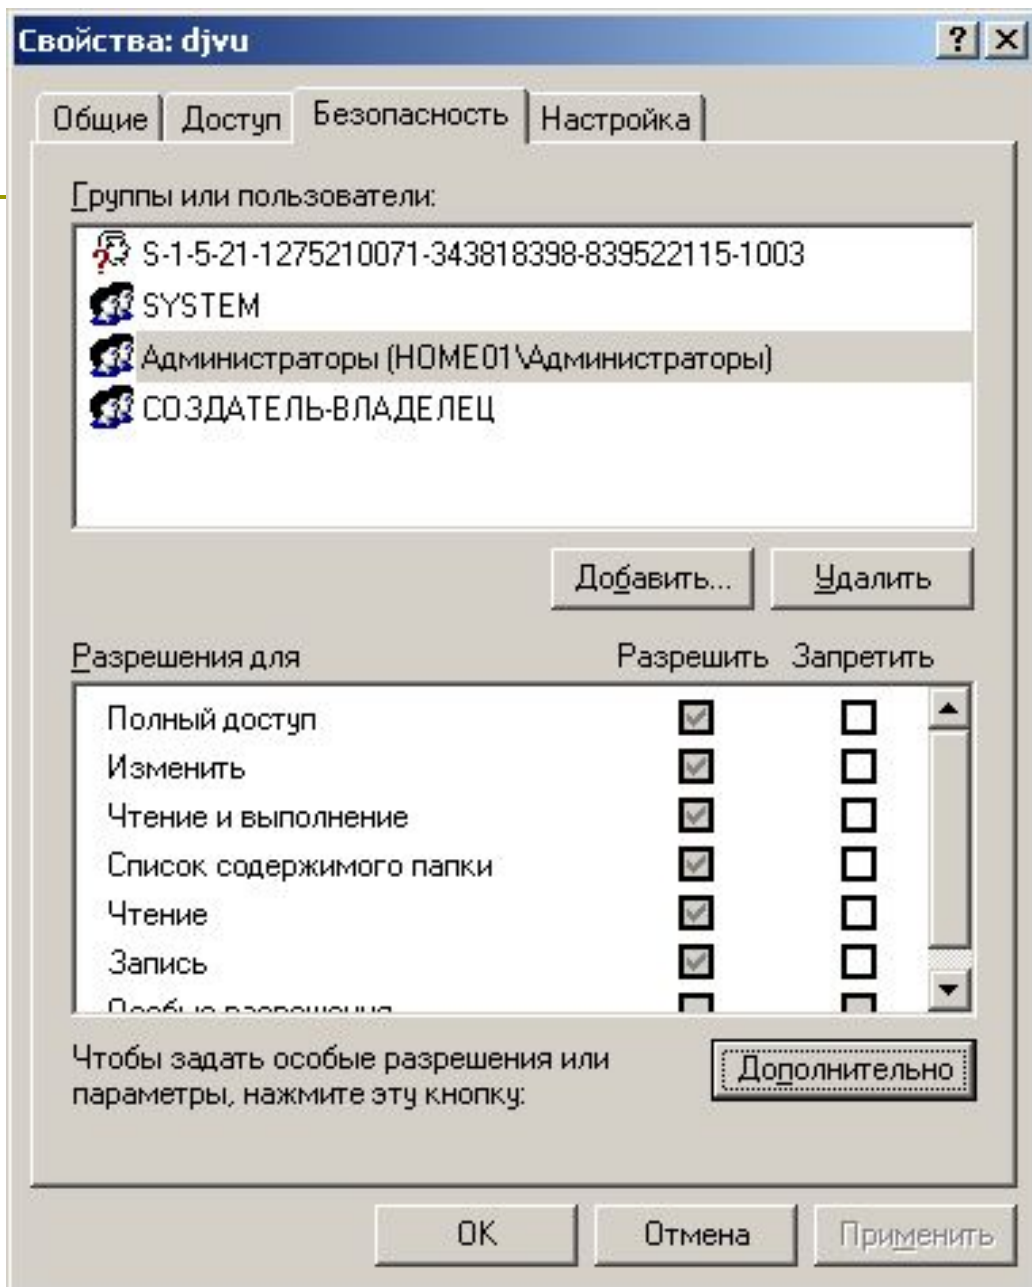 Свойства: djvu
Общие Доступ Безопасность Настройка
Группы или пользователи:
S-1-5-21-1275210071-343818398-839522115-1003
SYSTEM
Администраторы (HOME01\Администраторы)
СОЗДАТЕЛЬ-ВЛАДЕЛЕЦ
Добавить... Удалить
Разрешения для Разрешить Запретить
Полный доступ
Изменить
Чтение и выполнение
Список содержимого папки
Чтение
Запись
Особые разрешения
Чтобы задать особые разрешения или
параметры, нажмите эту кнопку:
Дополнительно
OK Отмена Применить